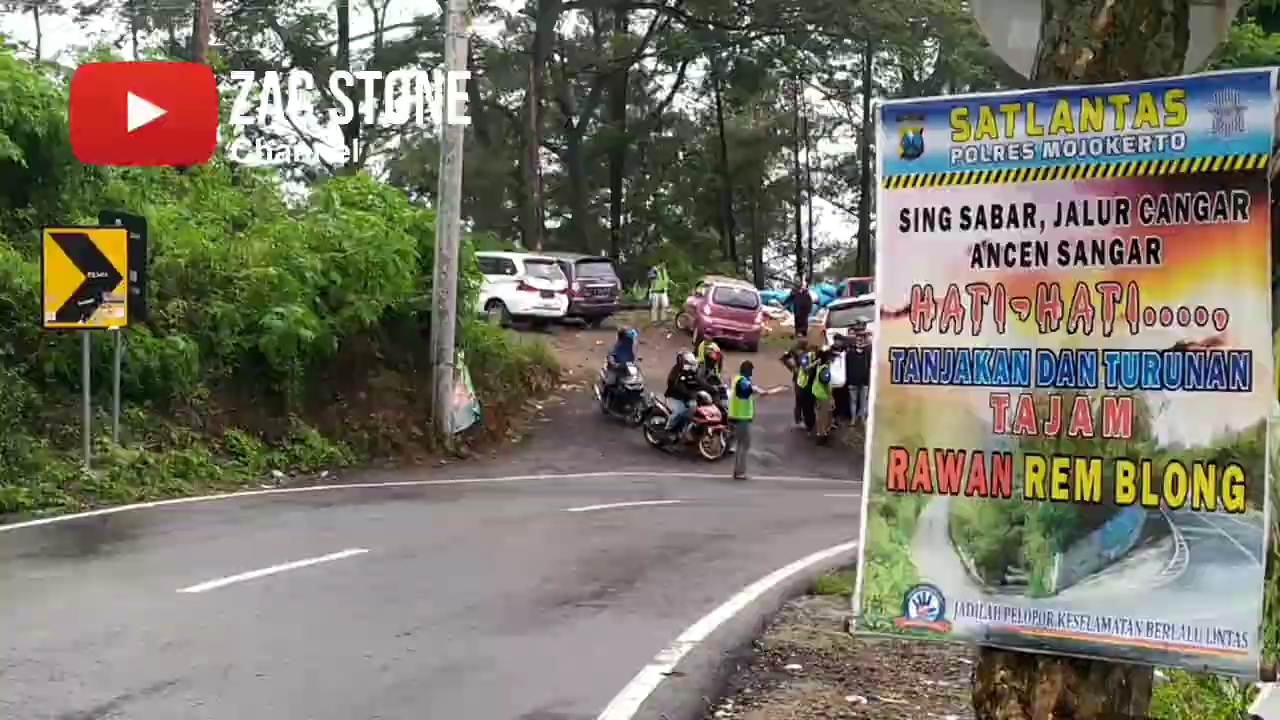 ZAC STONE
Channel
SATLANTAS
POLRES MOJOKERTO
SING SABAR, JALUR CANGAR
ANCEN SANGAR
HATI-HATI.....,
TANJAKAN DAN TURUNAN
TAJAM
RAWAN REM BLONG
JADILAH PELOPOR KESELAMATAN BERLALU LINTAS